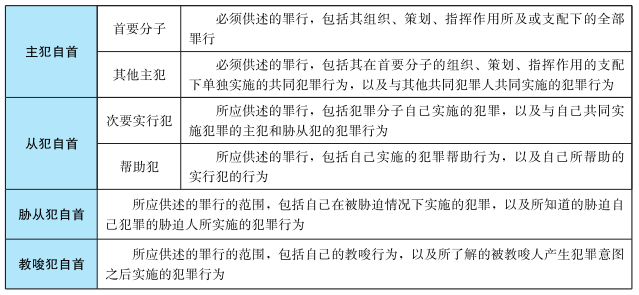 主犯自首
首要分子
必须供述的罪行，包括其组织、策划、指挥作用所及或支配下的全部
罪行
其他主犯
必须供述的罪行，包括其在首要分子的组织、策划、指挥作用的支配
下单独实施的共同犯罪行为，以及与其他共同犯罪人共同实施的犯罪行为
从犯自首
次要实行犯
所应供述的罪行，包括犯罪分子自己实施的犯罪，以及与自己共同实
施犯罪的主犯和胁从犯的犯罪行为
帮助犯
所应供述的罪行，包括自己实施的犯罪帮助行为，以及自己所帮助的
实行犯的行为
胁从犯自首
所应供述的罪行的范围，包括自己在被胁迫情况下实施的犯罪，以及所知道的胁迫自
己犯罪的胁迫人所实施的犯罪行为
教唆犯自首
所应供述的罪行的范围，包括自己的教唆行为，以及所了解的被教唆人产生犯罪意图
之后实施的犯罪行为